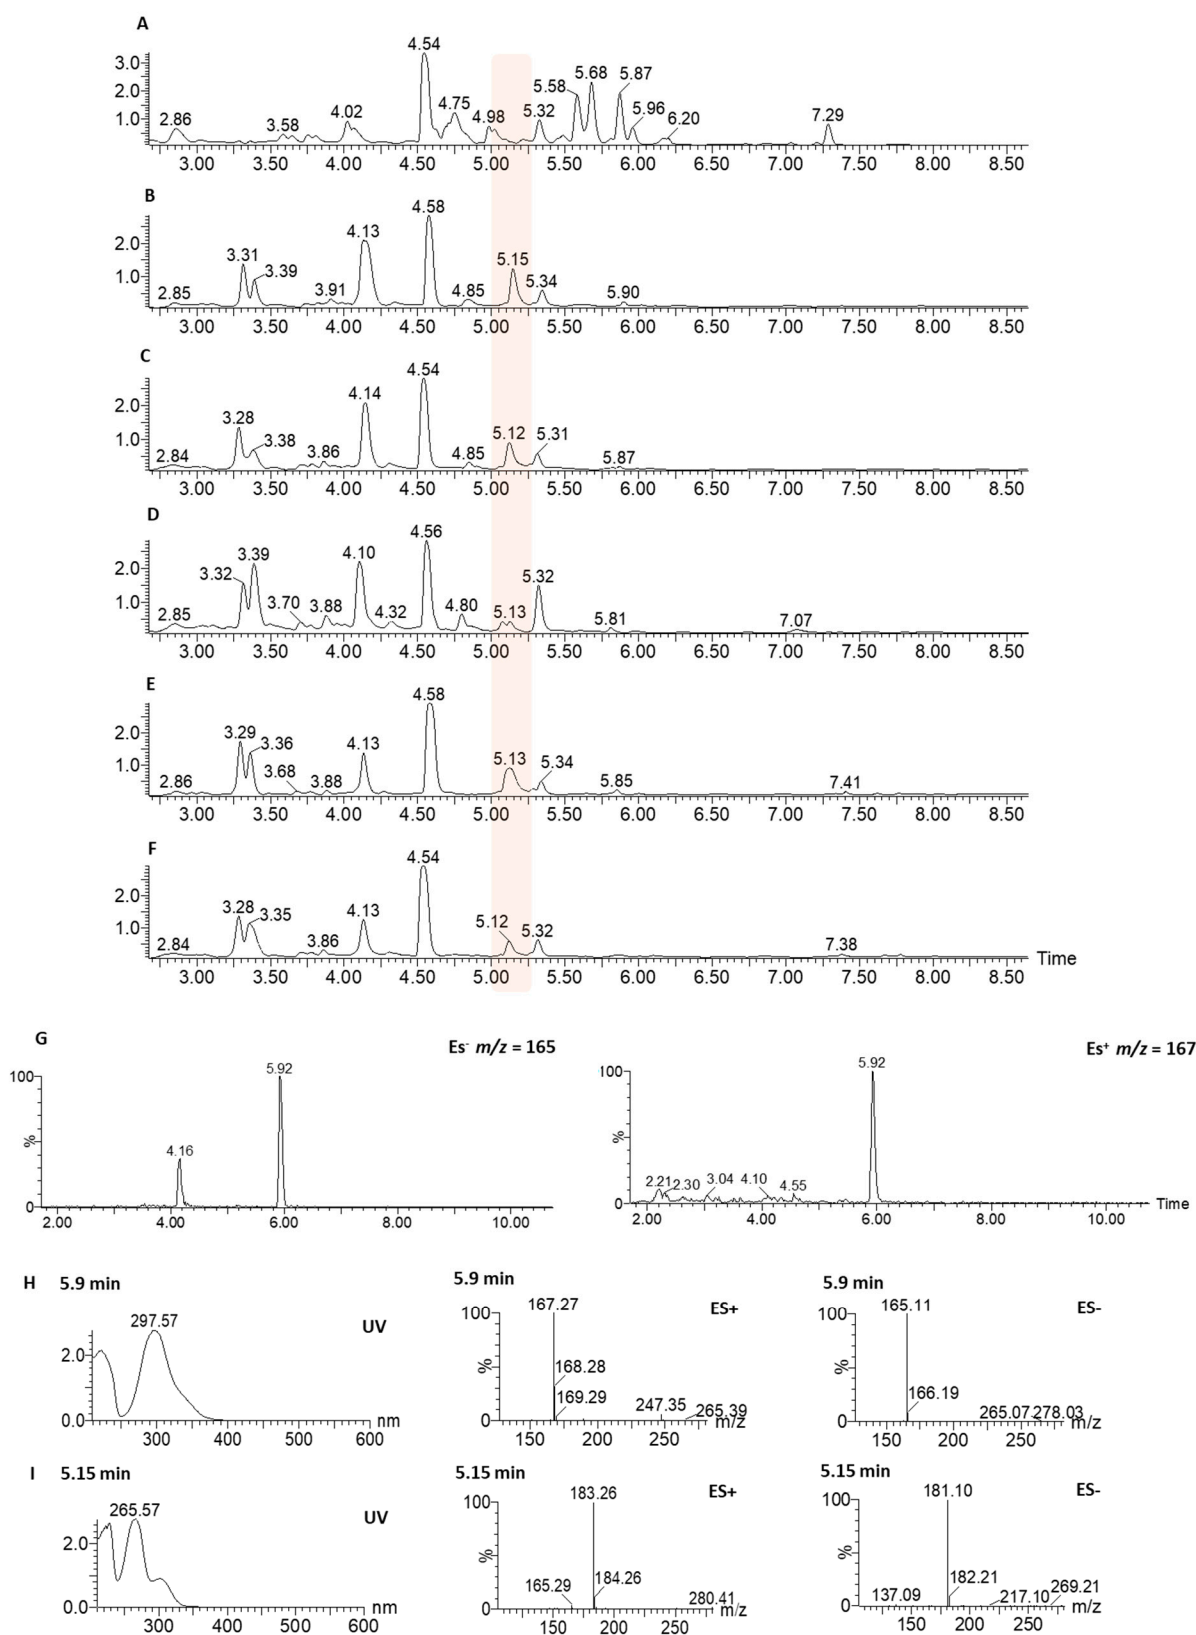 A
4.54
3.0
2.0
1.0
2.86 3.58 4.02 4.75 4.98 5.32 5.58 5.68 5.87 5.96 6.20 7.29
3.00 3.50 4.00 4.50 5.00 5.50 6.00 6.50 7.00 7.50 8.00 8.50
B
4.58
2.0
1.0
2.85 3.31 3.39 3.91 4.13 4.85 5.15 5.34 5.90
3.00 3.50 4.00 4.50 5.00 5.50 6.00 6.50 7.00 7.50 8.00 8.50
C
4.54
2.0
1.0
2.84 3.28 3.38 3.86 4.14 4.85 5.12 5.31 5.87
3.00 3.50 4.00 4.50 5.00 5.50 6.00 6.50 7.00 7.50 8.00 8.50
D
4.56
2.0
1.0
2.85 3.32 3.39 3.70 3.88 4.10 4.32 4.80 5.13 5.32 5.81 7.07
3.00 3.50 4.00 4.50 5.00 5.50 6.00 6.50 7.00 7.50 8.00 8.50
E
4.58
2.0
1.0
2.86 3.29 3.36 3.68 3.88 4.13 5.13 5.34 5.85 7.41
3.00 3.50 4.00 4.50 5.00 5.50 6.00 6.50 7.00 7.50 8.00 8.50
F
4.54
2.0
1.0
2.84 3.28 3.35 3.86 4.13 5.12 5.32 7.38
Time
3.00 3.50 4.00 4.50 5.00 5.50 6.00 6.50 7.00 7.50 8.00 8.50
G
Es- m/z = 165
100
%
0
4.16 5.92
2.00 4.00 6.00 8.00 10.00
Es+ m/z = 167
100
%
0
2.21 2.30 3.04 4.10 4.55 5.92
2.00 4.00 6.00 8.00 10.00
Time
H 5.9 min
297.57
UV
2.0
0.0
300 400 500 600
nm
5.9 min
167.27
ES+
100
%
0
168.28
169.29
247.35
265.39
m/z
150 200 250
5.9 min
165.11
ES-
100
%
0
166.19
265.07 278.03
m/z
150 200 250
I 5.15 min
265.57
UV
2.0
0.0
300 400 500 600
nm
5.15 min
183.26
ES+
100
%
0
165.29
184.26
280.41
m/z
150 200 250
5.15 min
181.10
ES-
100
%
0
137.09
182.21
217.10
269.21
m/z
150 200 250